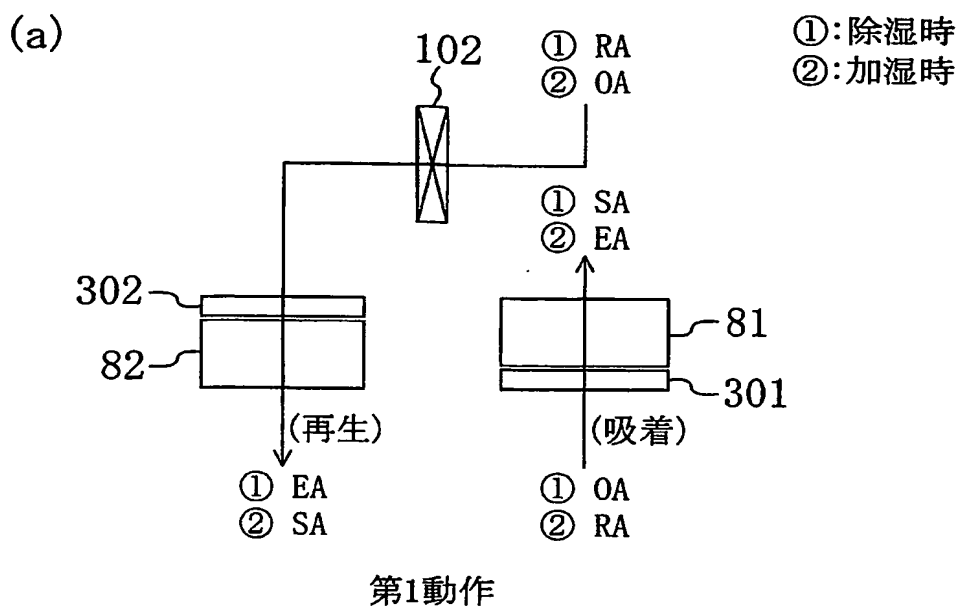 (a)
①:除湿時
②:加湿時
102
① RA
② OA
① SA
② EA
302
82
81
301
(再生)
(吸着)
① EA
② SA
① OA
② RA
第1動作